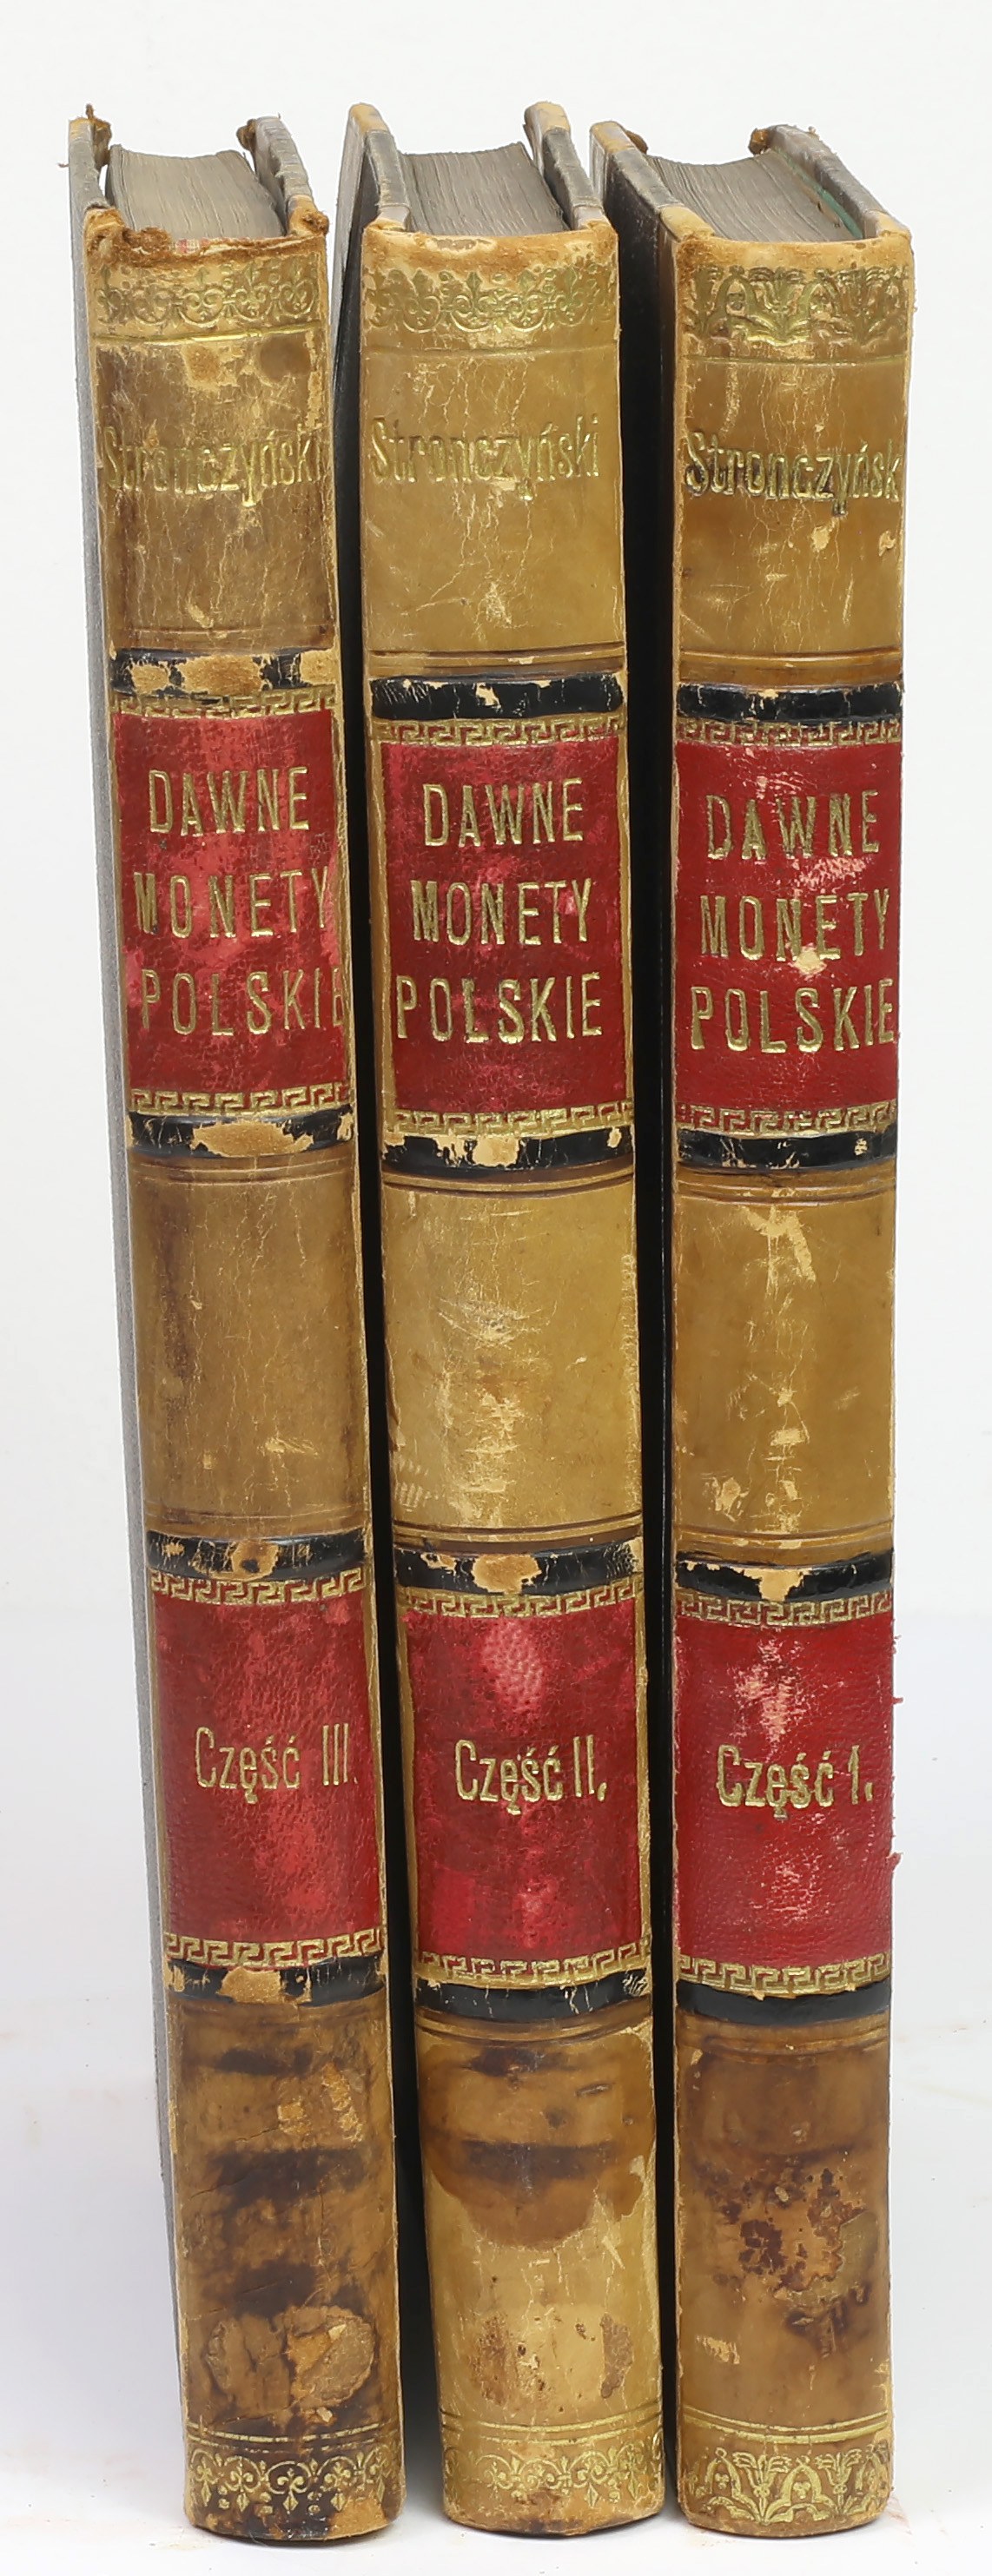 Stronczyński
DAWNE
MONETY
POLSKIE
Część III.
Stronczyński
DAWNE
MONETY
POLSKIE
Część II.
Stronczyńsk
DAWNE
MONETY
POLSKIE
Część I.